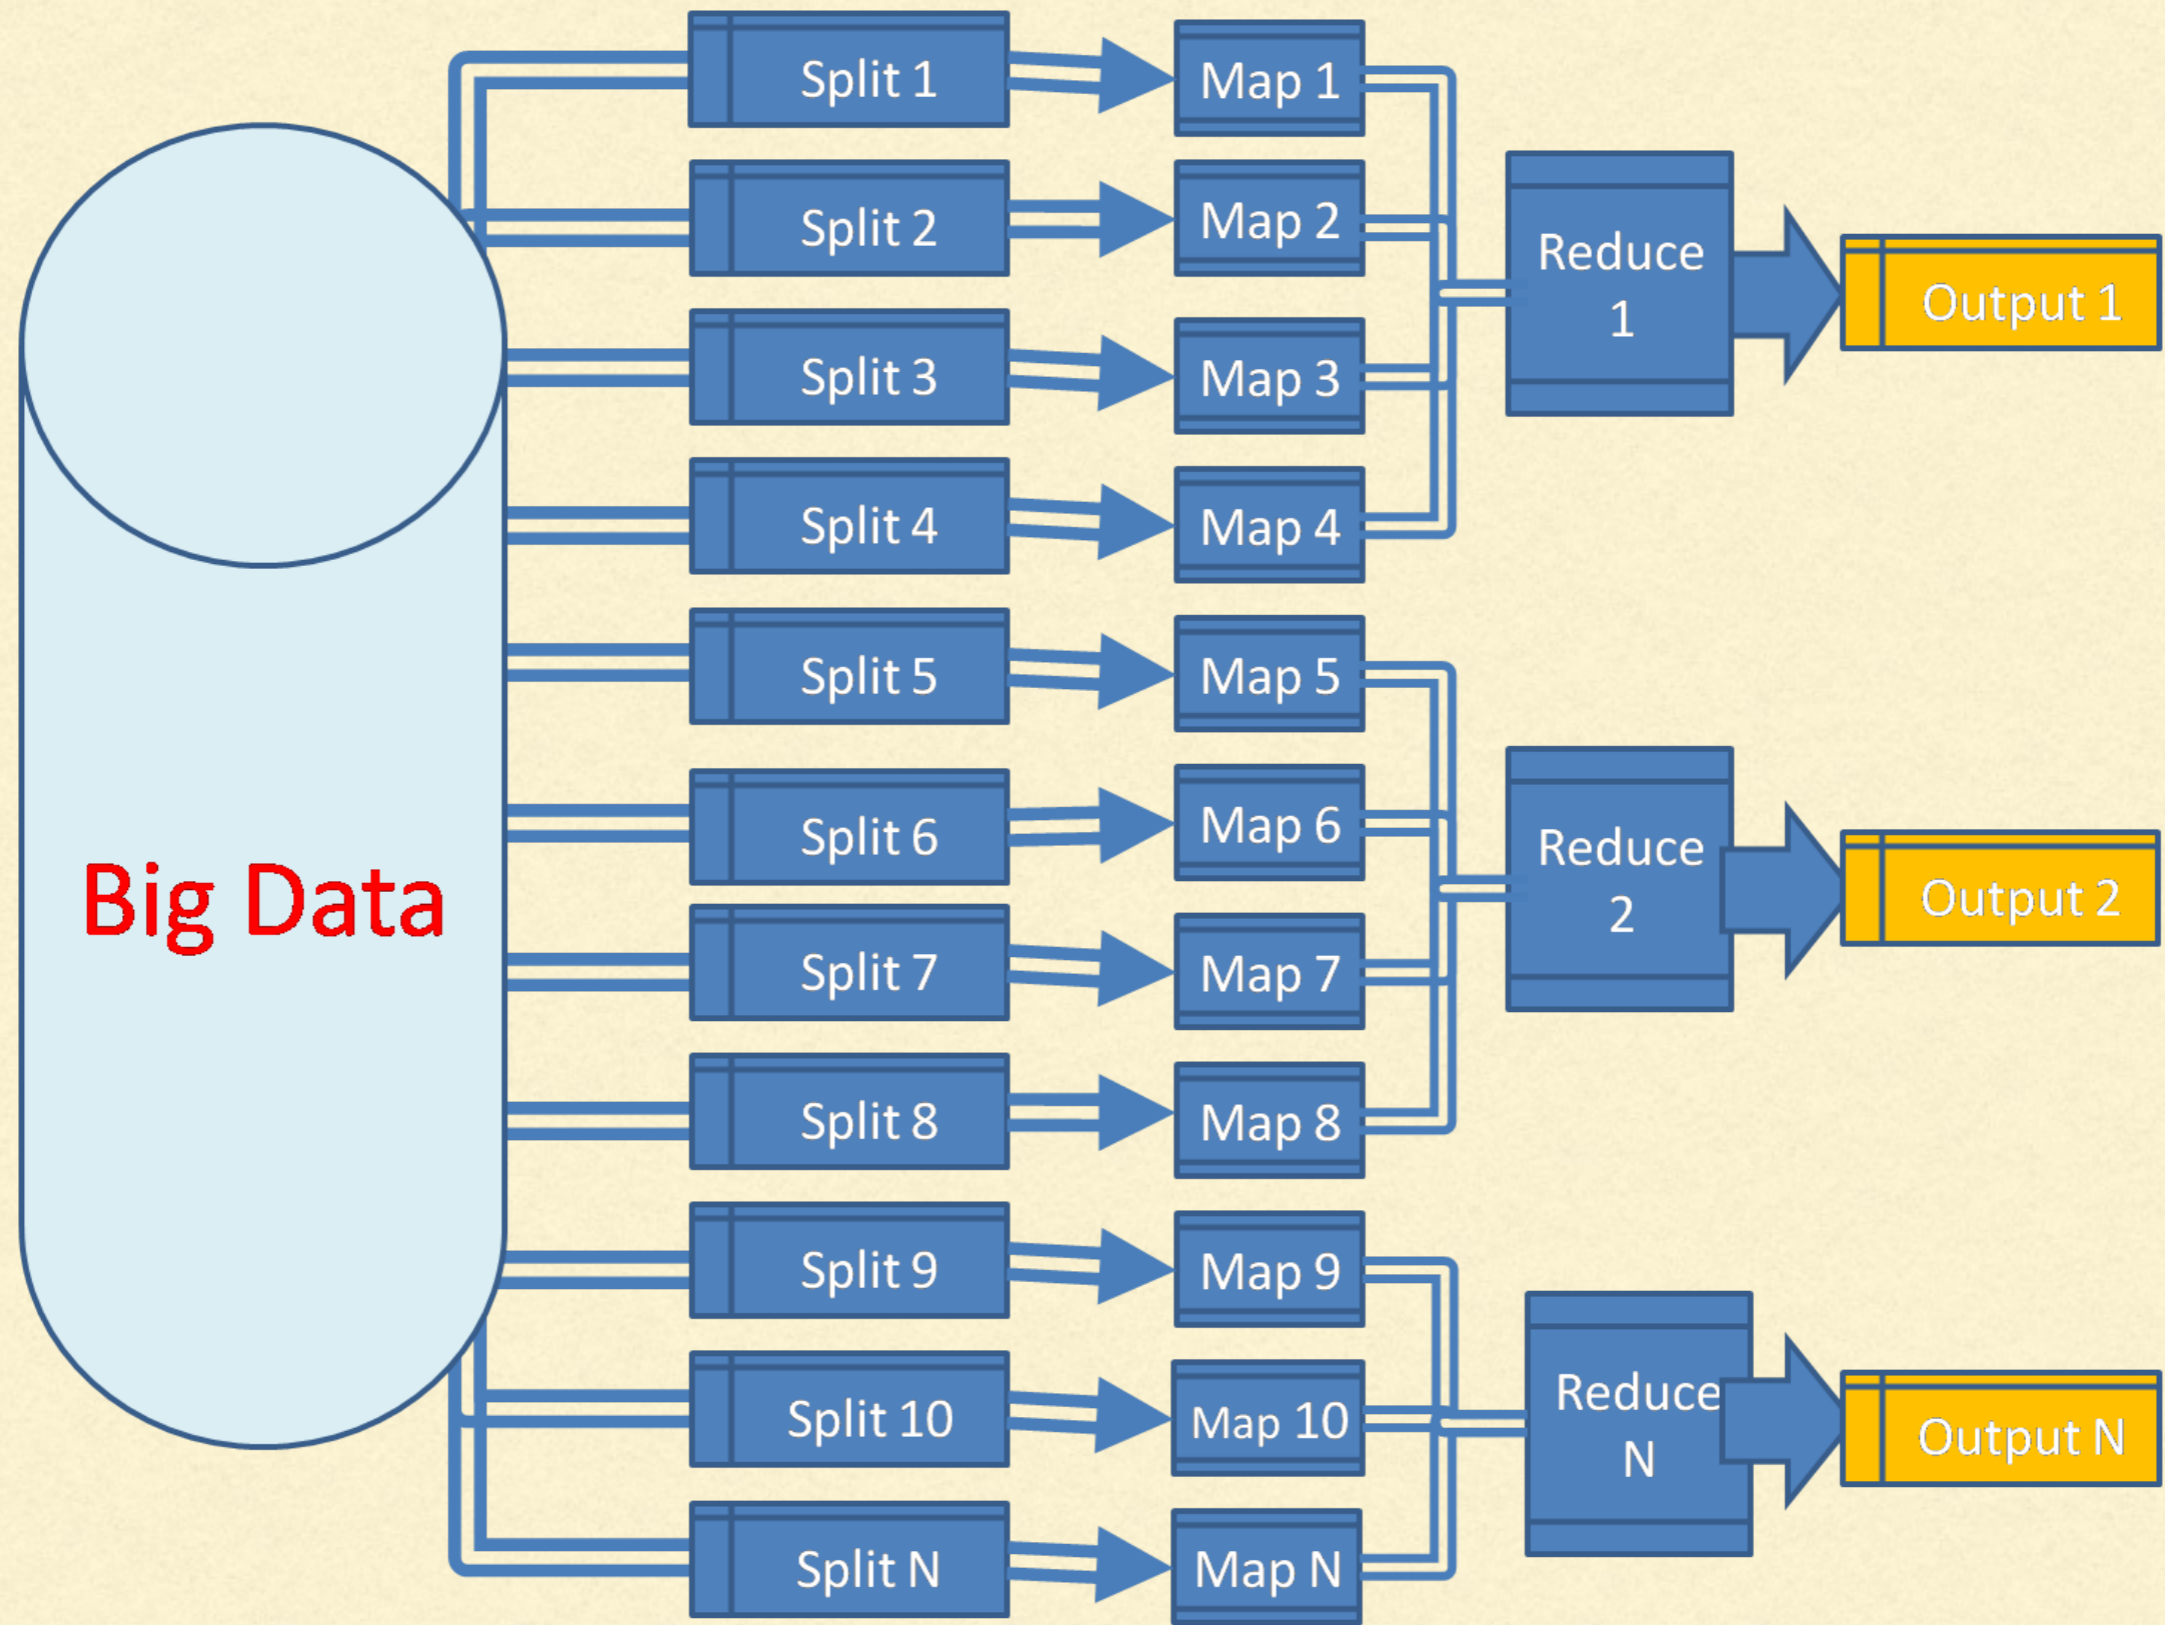 Big Data
Split 1
Split 2
Split 3
Split 4
Split 5
Split 6
Split 7
Split 8
Split 9
Split 10
Split N
Map 1
Map 2
Map 3
Map 4
Map 5
Map 6
Map 7
Map 8
Map 9
Map 10
Map N
Reduce
1
Reduce
2
Reduce
N
Output 1
Output 2
Output N